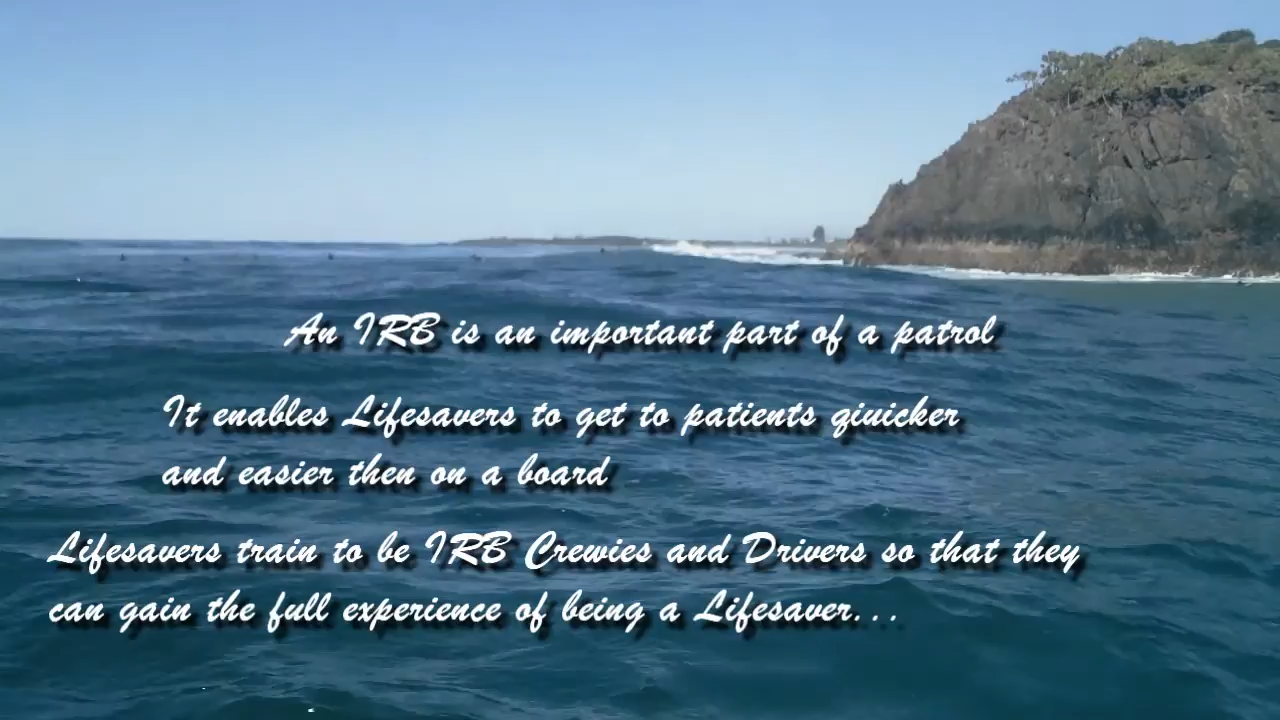 An IRB is an important part of a patrol
It enables Lifesavers to get to patients qiuicker
and easier then on a board
Lifesavers train to be IRB Crewies and Drivers so that they
can gain the full experience of being a Lifesaver...